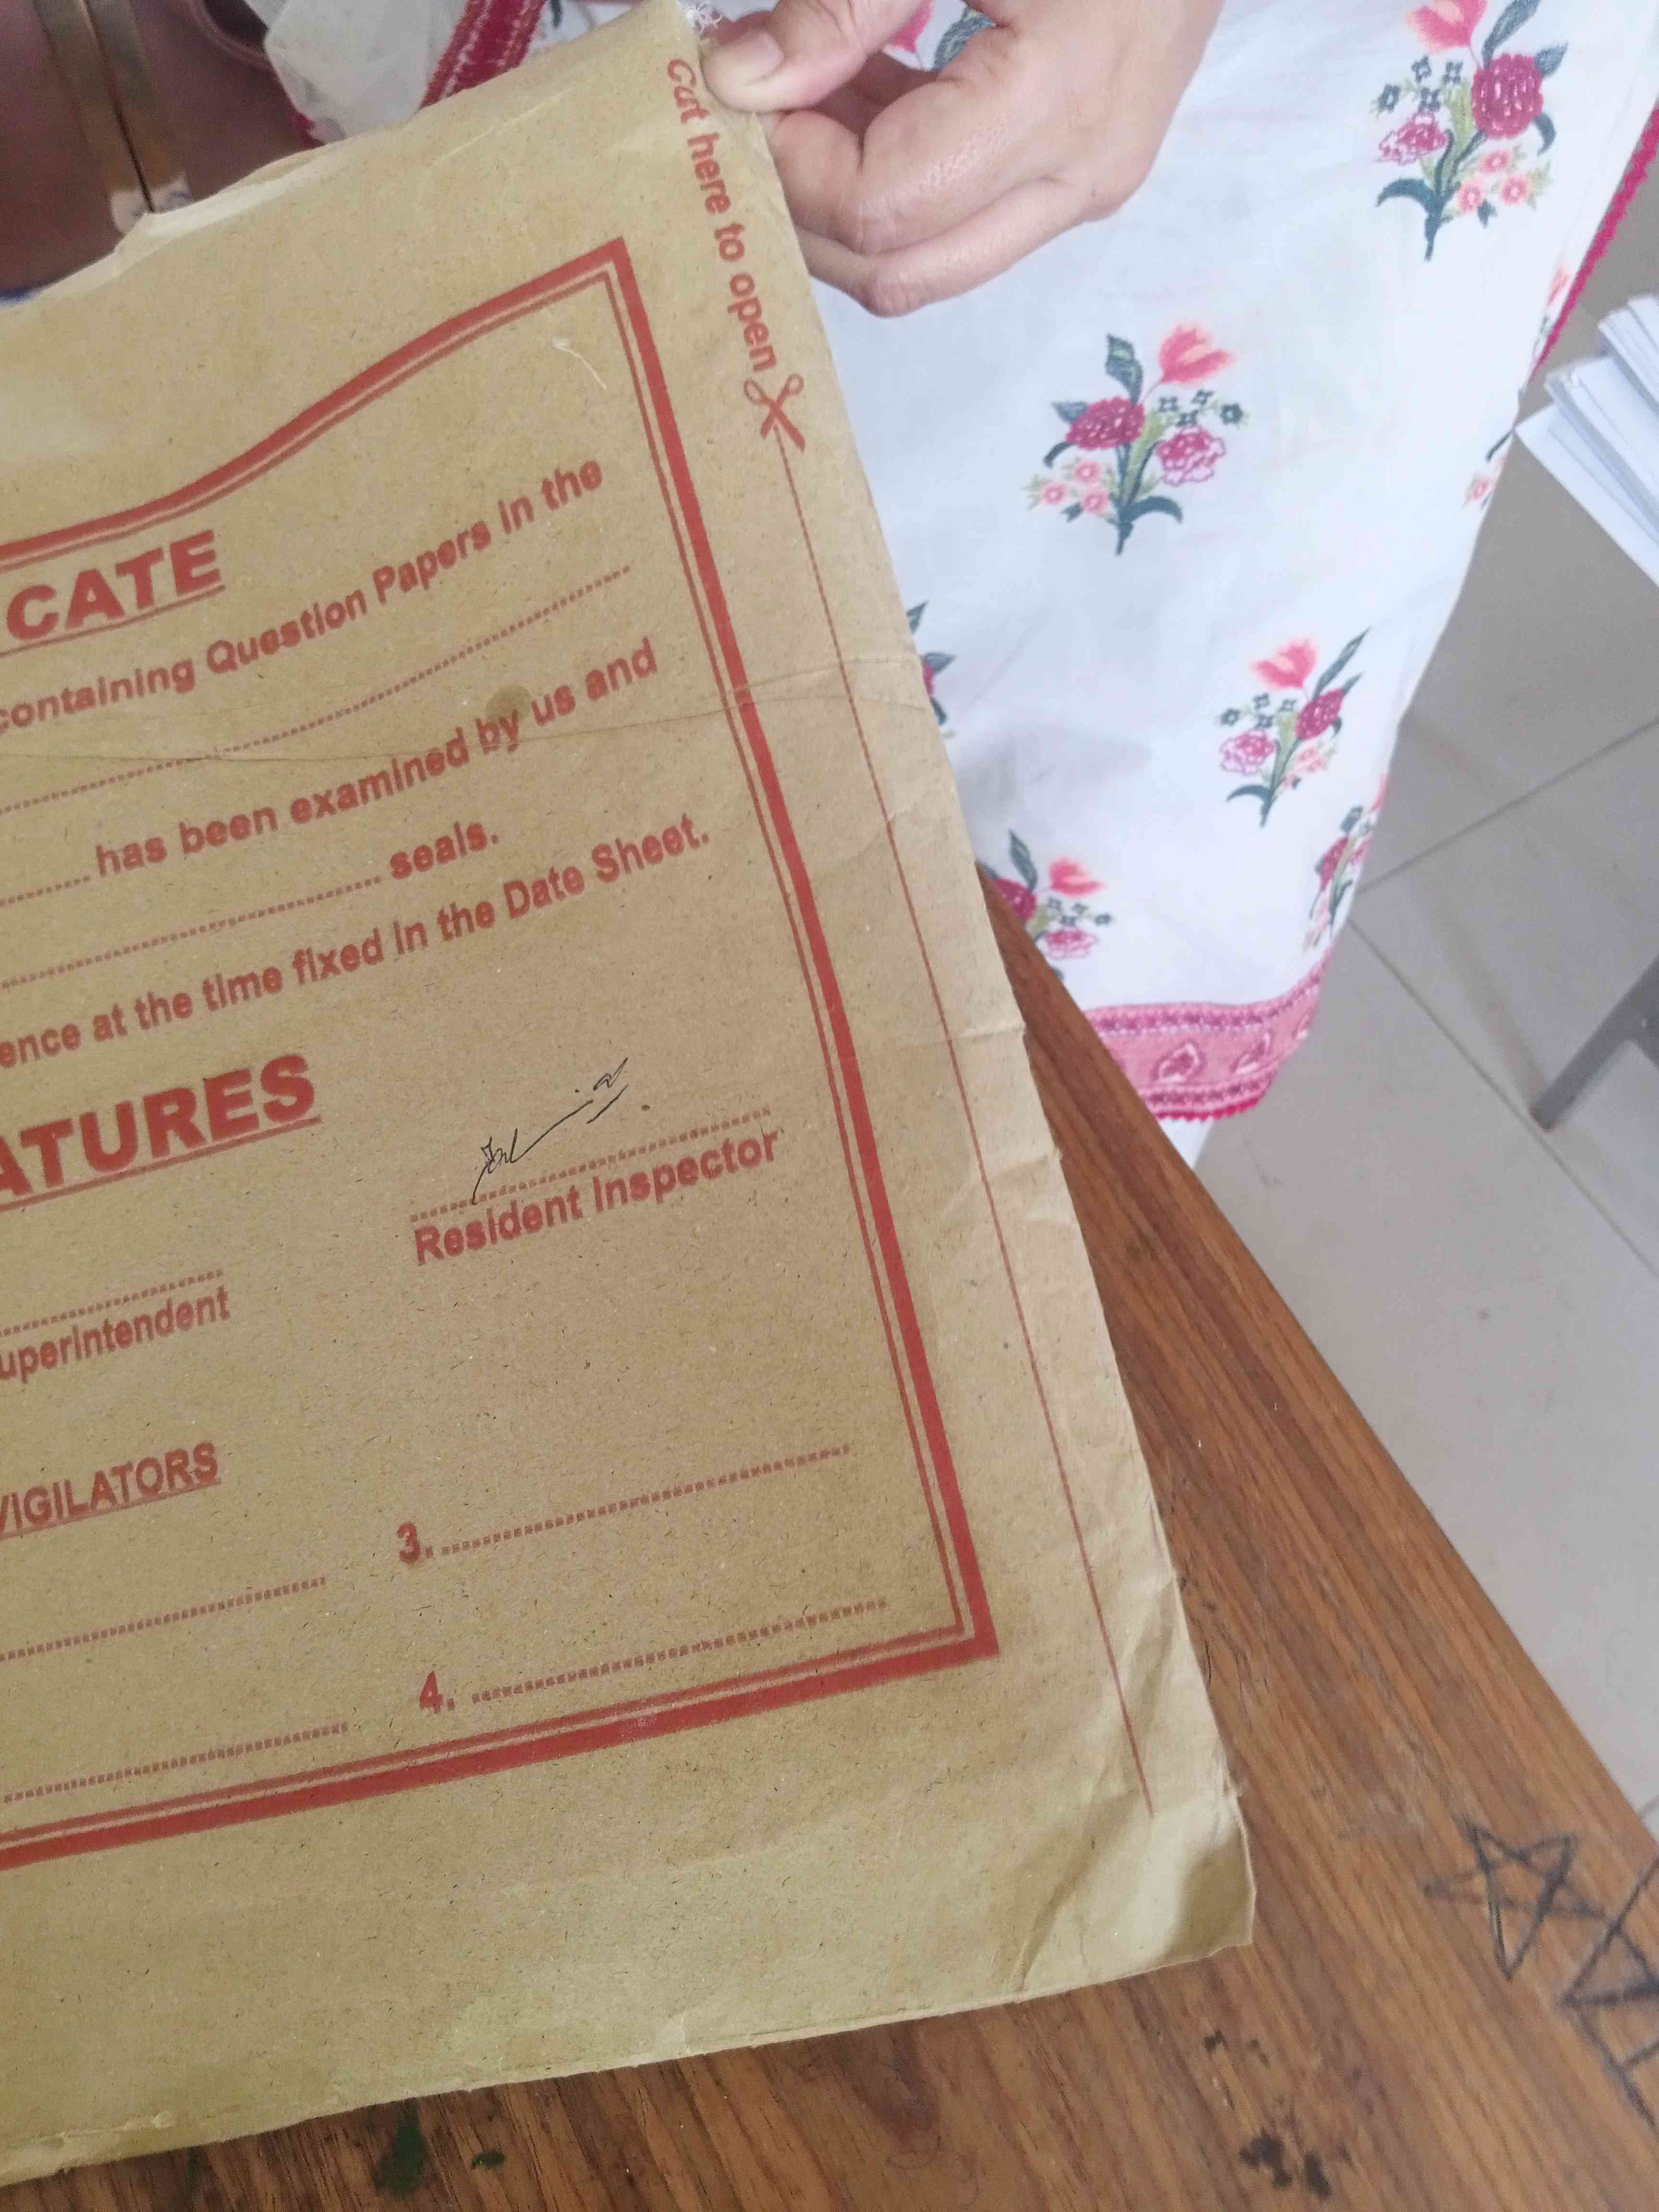 Cut here to open
CATE
containing Question Papers in the
has been examined by us and
seals.
ence at the time fixed in the Date Sheet.
ATURES
Resident Inspector
uperintendent
VIGILATORS
3.
4.